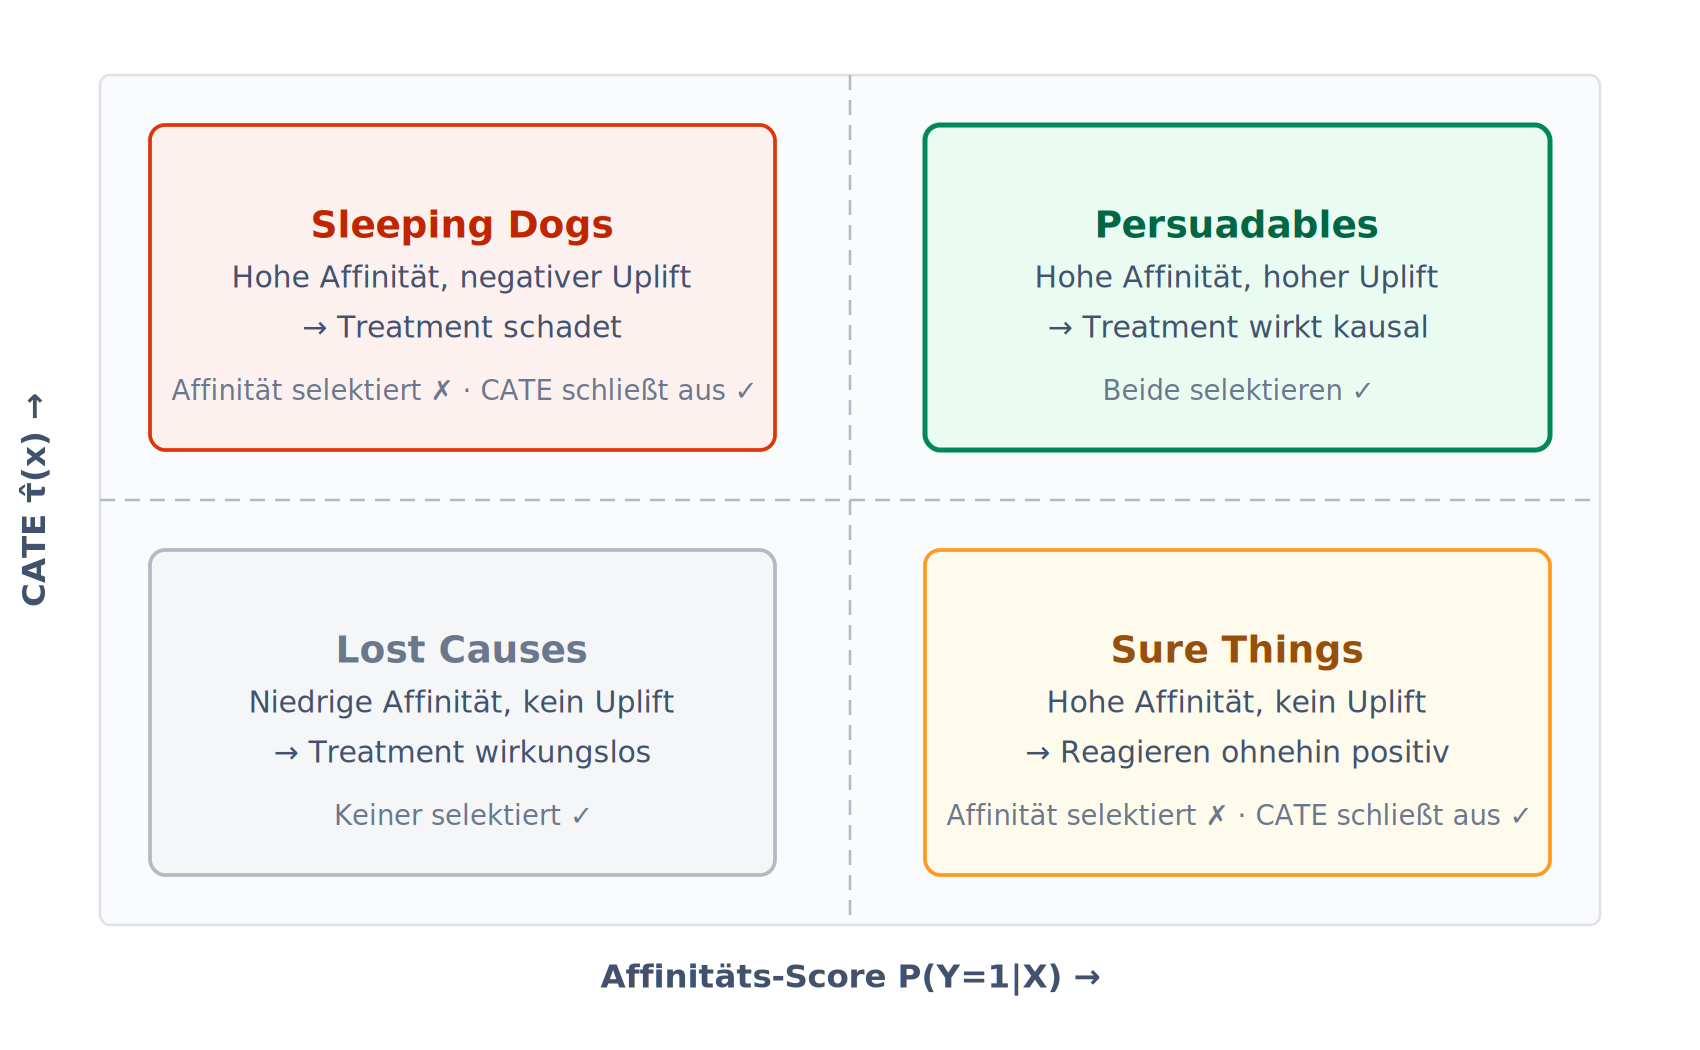 Sleeping Dogs
Hohe Affinität, negativer Uplift
→ Treatment schadet
Affinität selektiert ✗ · CATE schließt aus ✓
Persuadables
Hohe Affinität, hoher Uplift
→ Treatment wirkt kausal
Beide selektieren ✓
CATE τ̂(x) →
Lost Causes
Niedrige Affinität, kein Uplift
→ Treatment wirkungslos
Keiner selektiert ✓
Sure Things
Hohe Affinität, kein Uplift
→ Reagieren ohnehin positiv
Affinität selektiert ✗ · CATE schließt aus ✓
Affinitäts-Score P(Y=1|X) →